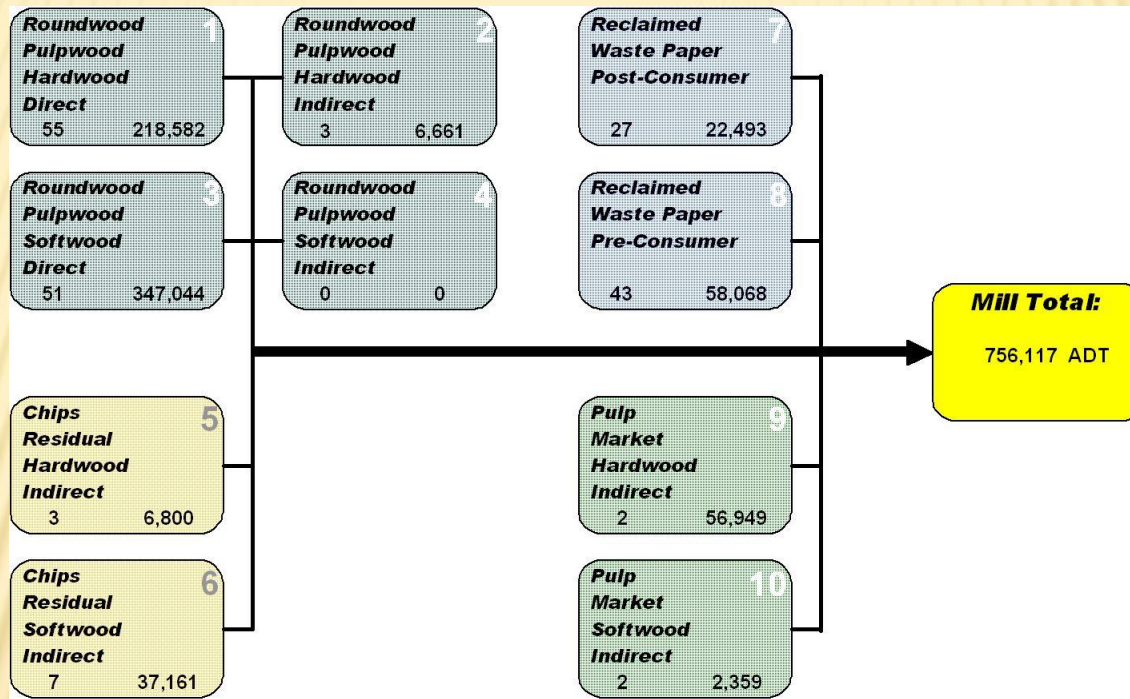 Roundwood 1
Pulpwood
Hardwood
Direct
55 218,582
Roundwood 2
Pulpwood
Hardwood
Indirect
3 6,661
Reclaimed 7
Waste Paper
Post-Consumer
27 22,493
Roundwood 3
Pulpwood
Softwood
Direct
51 347,044
Roundwood 4
Pulpwood
Softwood
Indirect
0 0
Reclaimed 8
Waste Paper
Pre-Consumer
43 58,068
Mill Total:
756,117 ADT
Chips 5
Residual
Hardwood
Indirect
3 6,800
Pulp 9
Market
Hardwood
Indirect
2 56,949
Chips 6
Residual
Softwood
Indirect
7 37,161
Pulp 10
Market
Softwood
Indirect
2 2,359